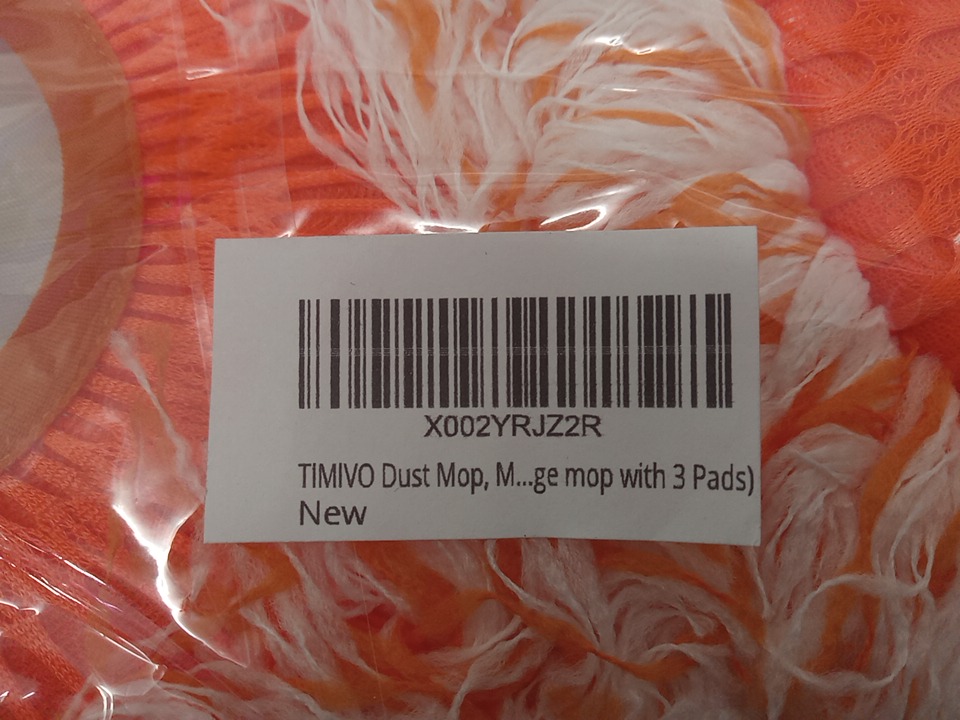 X002YRJZ2R
TIMIVO Dust Mop, M...ge mop with 3 Pads)
New